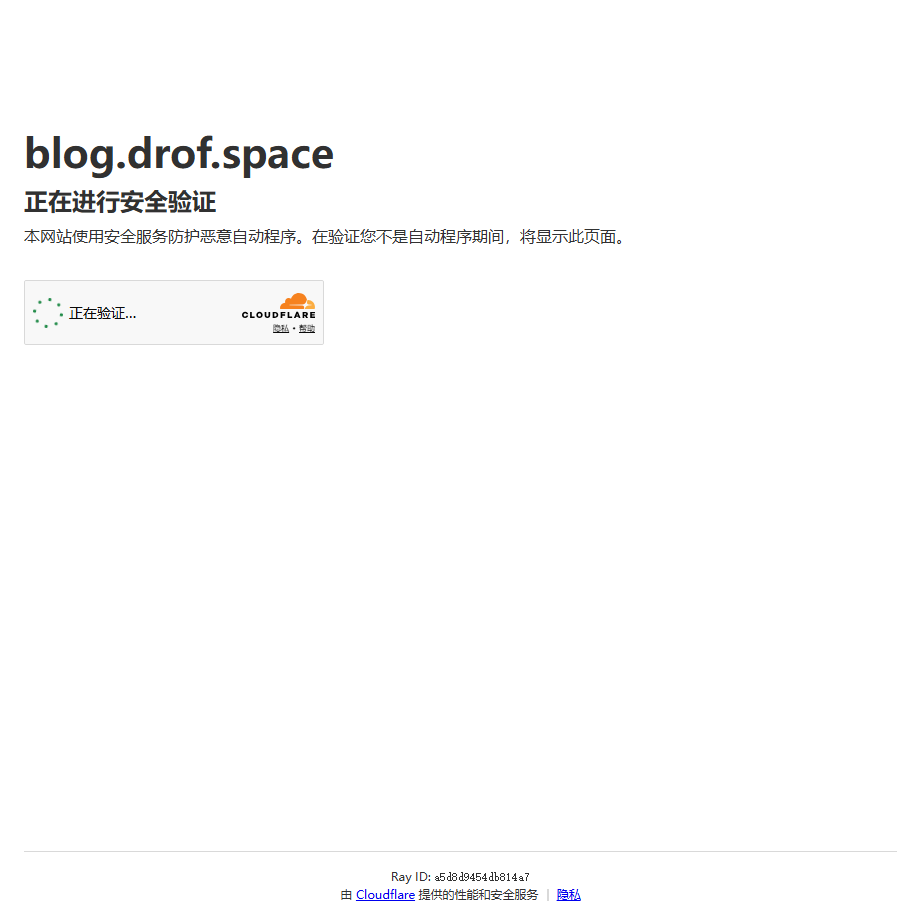 blog.drof.space
正在进行安全验证
本网站使用安全服务防护恶意自动程序。在验证您不是自动程序期间，将显示此页面。
正在验证...
CLOUDFLARE
隐私 • 帮助
Ray ID: a5d8d9454db814a7
由 Cloudflare 提供的性能和安全服务 | 隐私